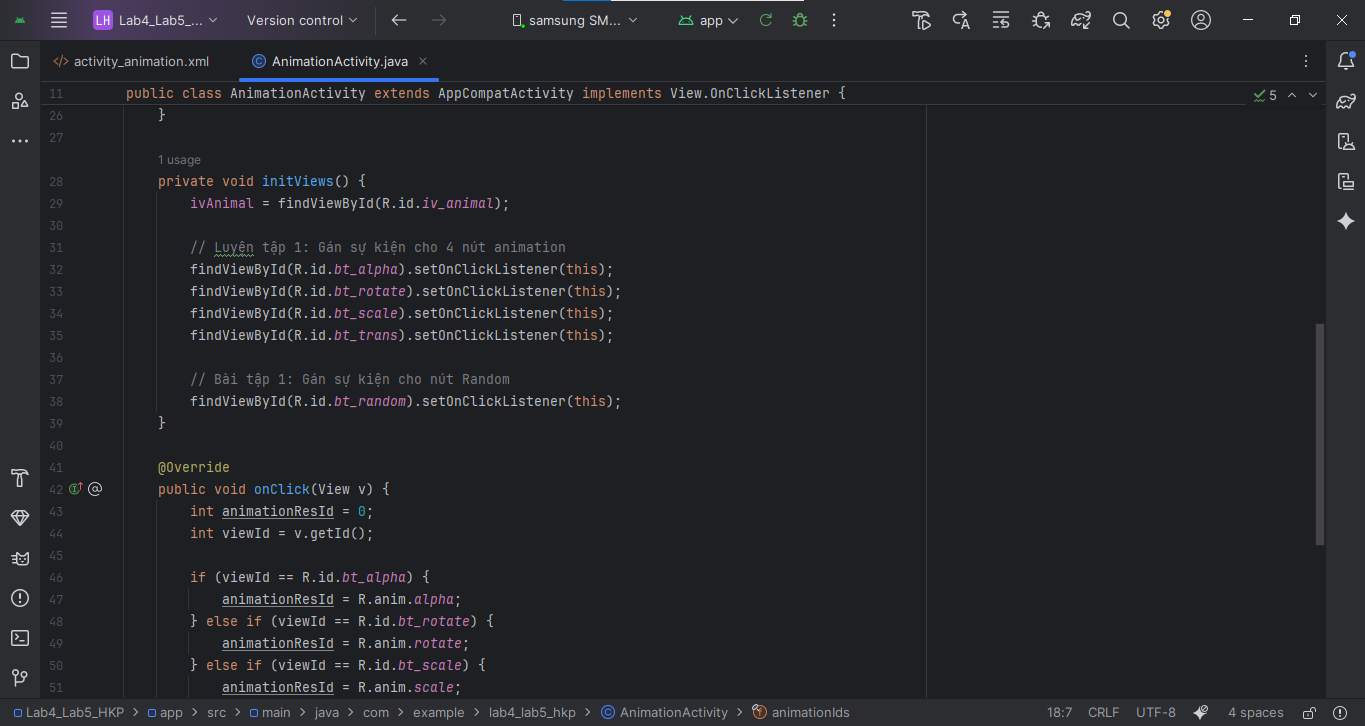 LH Lab4_Lab5_... Version control samsung SM... app
activity_animation.xml AnimationActivity.java
11 public class AnimationActivity extends AppCompatActivity implements View.OnClickListener { 5
26 }
27
1 usage
28 private void initViews() {
29 ivAnimal = findViewById(R.id.iv_animal);
30
31 // Luyện tập 1: Gán sự kiện cho 4 nút animation
32 findViewById(R.id.bt_alpha).setOnClickListener(this);
33 findViewById(R.id.bt_rotate).setOnClickListener(this);
34 findViewById(R.id.bt_scale).setOnClickListener(this);
35 findViewById(R.id.bt_trans).setOnClickListener(this);
36
37 // Bài tập 1: Gán sự kiện cho nút Random
38 findViewById(R.id.bt_random).setOnClickListener(this);
39 }
40
41 @Override
42 public void onClick(View v) {
43 int animationResId = 0;
44 int viewId = v.getId();
45
46 if (viewId == R.id.bt_alpha) {
47 animationResId = R.anim.alpha;
48 } else if (viewId == R.id.bt_rotate) {
49 animationResId = R.anim.rotate;
50 } else if (viewId == R.id.bt_scale) {
51 animationResId = R.anim.scale;
Lab4_Lab5_HKP > app > src > main > java > com > example > lab4_lab5_hkp > AnimationActivity > animationIds 18:7 CRLF UTF-8 4 spaces